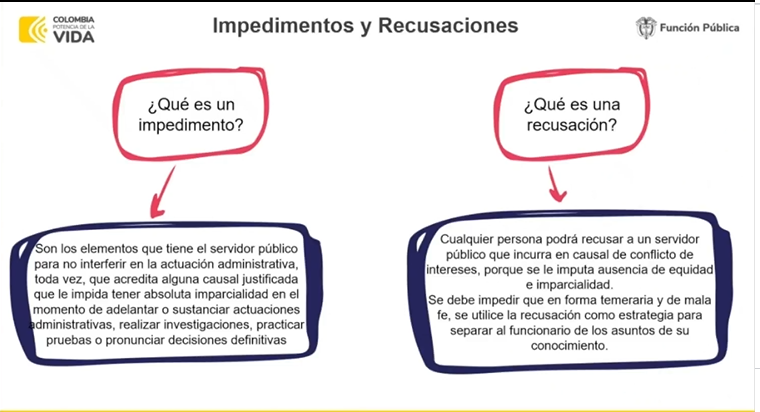 COLOMBIA
POTENCIA DE LA
VIDA
Impedimentos y Recusaciones
Función Pública
¿Qué es un
impedimento?
Son los elementos que tiene el servidor público
para no interferir en la actuación administrativa,
toda vez, que acredita alguna causal justificada
que le impida tener absoluta imparcialidad en el
momento de adelantar o sustanciar actuaciones
administrativas, realizar investigaciones, practicar
pruebas o pronunciar decisiones definitivas
¿Qué es una
recusación?
Cualquier persona podrá recusar a un servidor
público que incurra en causal de conflicto de
intereses, porque se le imputa ausencia de equidad
e imparcialidad.
Se debe impedir que en forma temeraria y de mala
fe, se utilice la recusación como estrategia para
separar al funcionario de los asuntos de su
conocimiento.